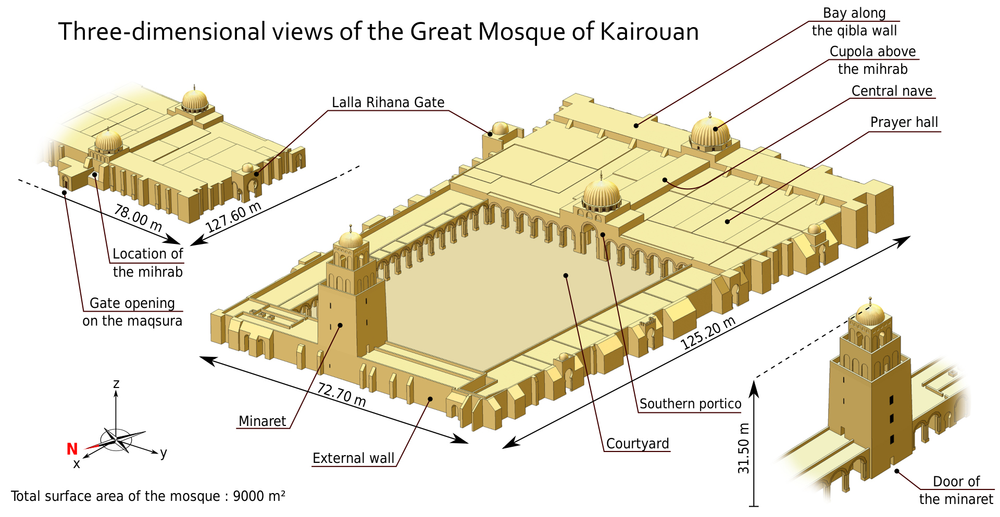 Three-dimensional views of the Great Mosque of Kairouan
Bay along
the qibla wall
Cupola above
the mihrab
Central nave
Prayer hall
Lalla Rihana Gate
78.00 m
127.60 m
Location of
the mihrab
Gate opening
on the maqsura
125.20 m
72.70 m
Minaret
External wall
Southern portico
Courtyard
31.50 m
Door of
the minaret
z
N
x
y
Total surface area of the mosque : 9000 m²